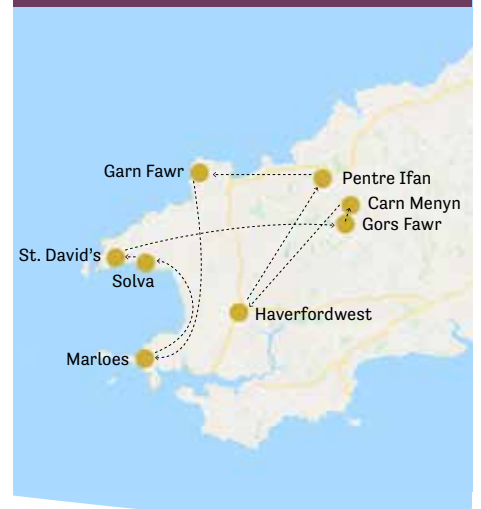 Garn Fawr
Pentre Ifan
Carn Menyn
Gors Fawr
St. David's
Solva
Haverfordwest
Marloes